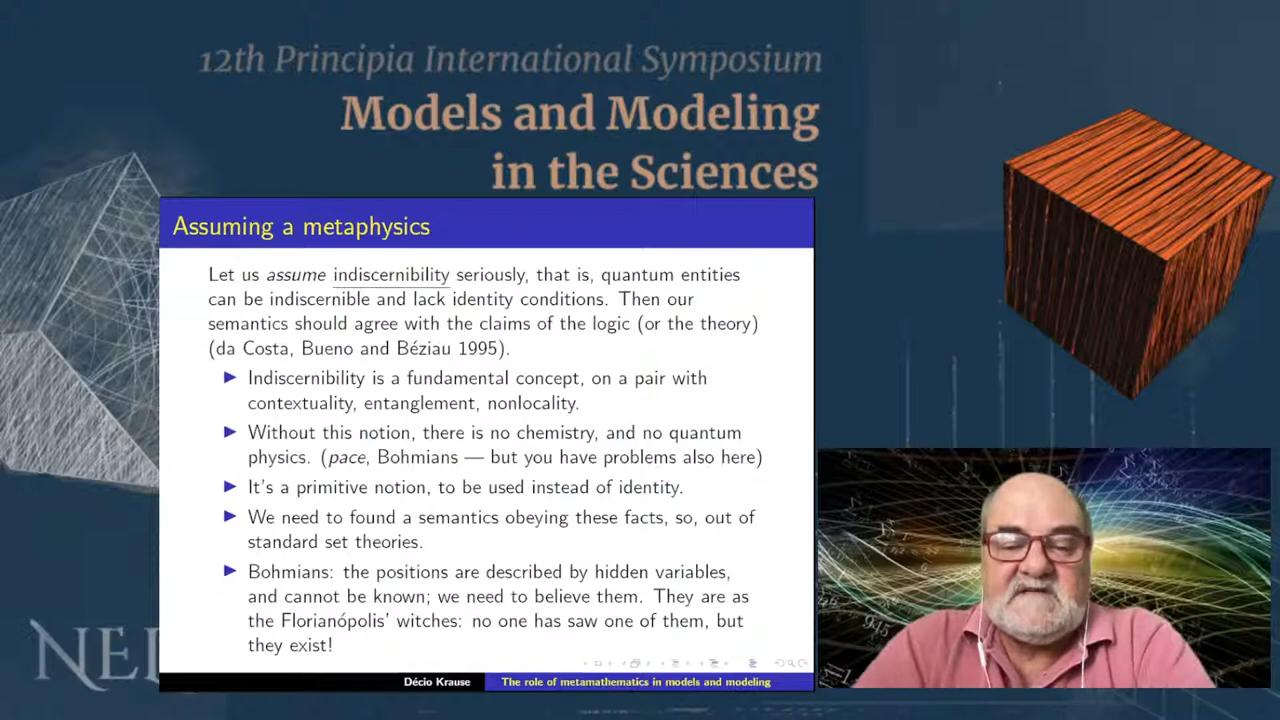 12th Principia International Symposium
Models and Modeling
in the Sciences
Assuming a metaphysics
Let us assume indiscernibility seriously, that is, quantum entities
can be indiscernible and lack identity conditions. Then our
semantics should agree with the claims of the logic (or the theory)
(da Costa, Bueno and Béziau 1995).
▶ Indiscernibility is a fundamental concept, on a pair with
contextuality, entanglement, nonlocality.
▶ Without this notion, there is no chemistry, and no quantum
physics. (pace, Bohmians — but you have problems also here)
▶ It's a primitive notion, to be used instead of identity.
▶ We need to found a semantics obeying these facts, so, out of
standard set theories.
▶ Bohmians: the positions are described by hidden variables,
and cannot be known; we need to believe them. They are as
the Florianópolis' witches: no one has saw one of them, but
they exist!
NE
Décio Krause
The role of metamathematics in models and modeling